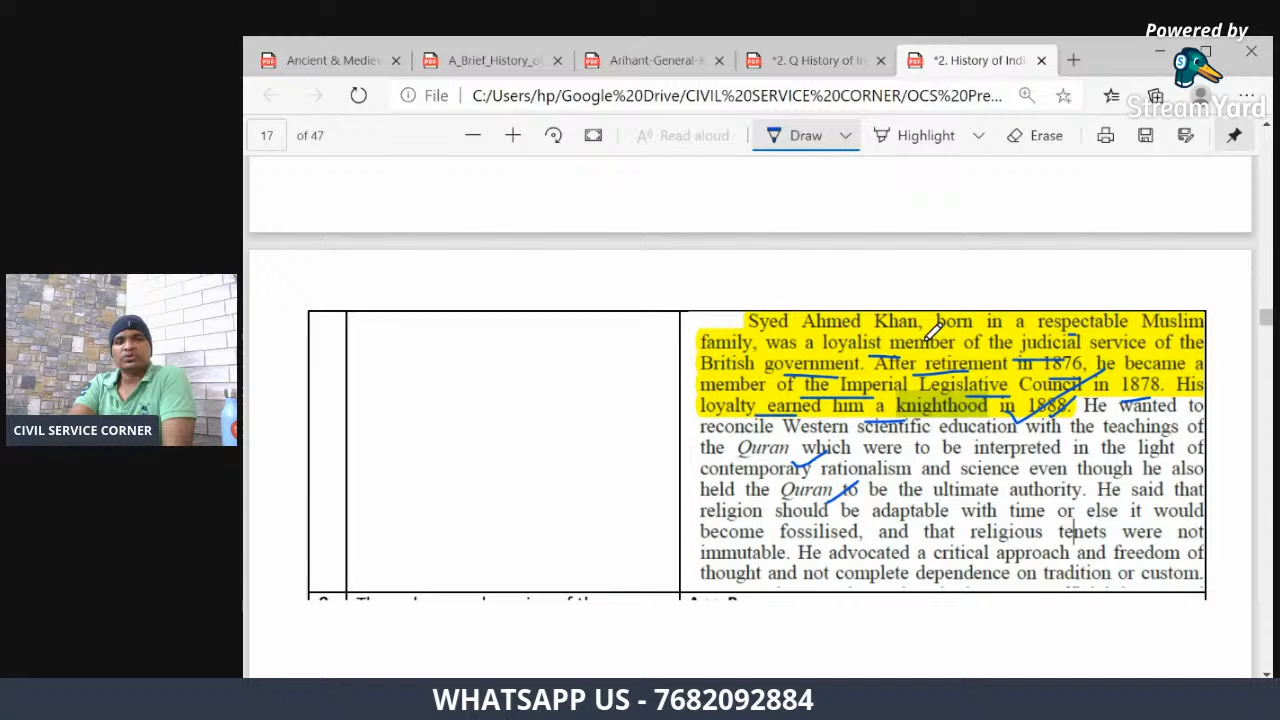 Powered by
StreamYard
Ancient & Mediev
A_Brief_History_o
Arihant-General-K
*2. Q History of In
*2. History of Indi
File C:/Users/hp/Google%20Drive/CIVIL%20SERVICE%20CORNER/OCS%20Pre...
17 of 47
Read aloud
Draw
Highlight
Erase
Syed Ahmed Khan, born in a respectable Muslim
family, was a loyalist member of the judicial service of the
British government. After retirement in 1876, he became a
member of the Imperial Legislative Council in 1878. His
loyalty earned him a knighthood in 1888. He wanted to
reconcile Western scientific education with the teachings of
the Quran which were to be interpreted in the light of
contemporary rationalism and science even though he also
held the Quran to be the ultimate authority. He said that
religion should be adaptable with time or else it would
become fossilised, and that religious tenets were not
immutable. He advocated a critical approach and freedom of
thought and not complete dependence on tradition or custom.
CIVIL SERVICE CORNER
WHATSAPP US - 7682092884